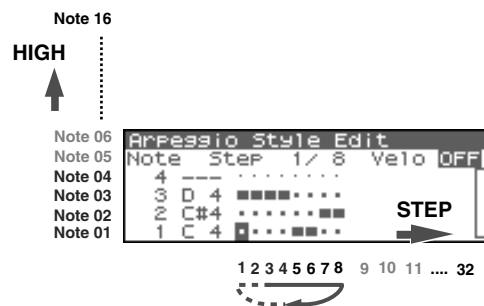 Note 16
HIGH
Note 06
Note 05
Note 04
Note 03
Note 02
Note 01
Arpeggio Style Edit
Note Step 1/ 8 Velo OFF
4 ---
3 D 4
2 C#4
1 C 4
STEP
1 2 3 4 5 6 7 8 9 10 11 .... 32